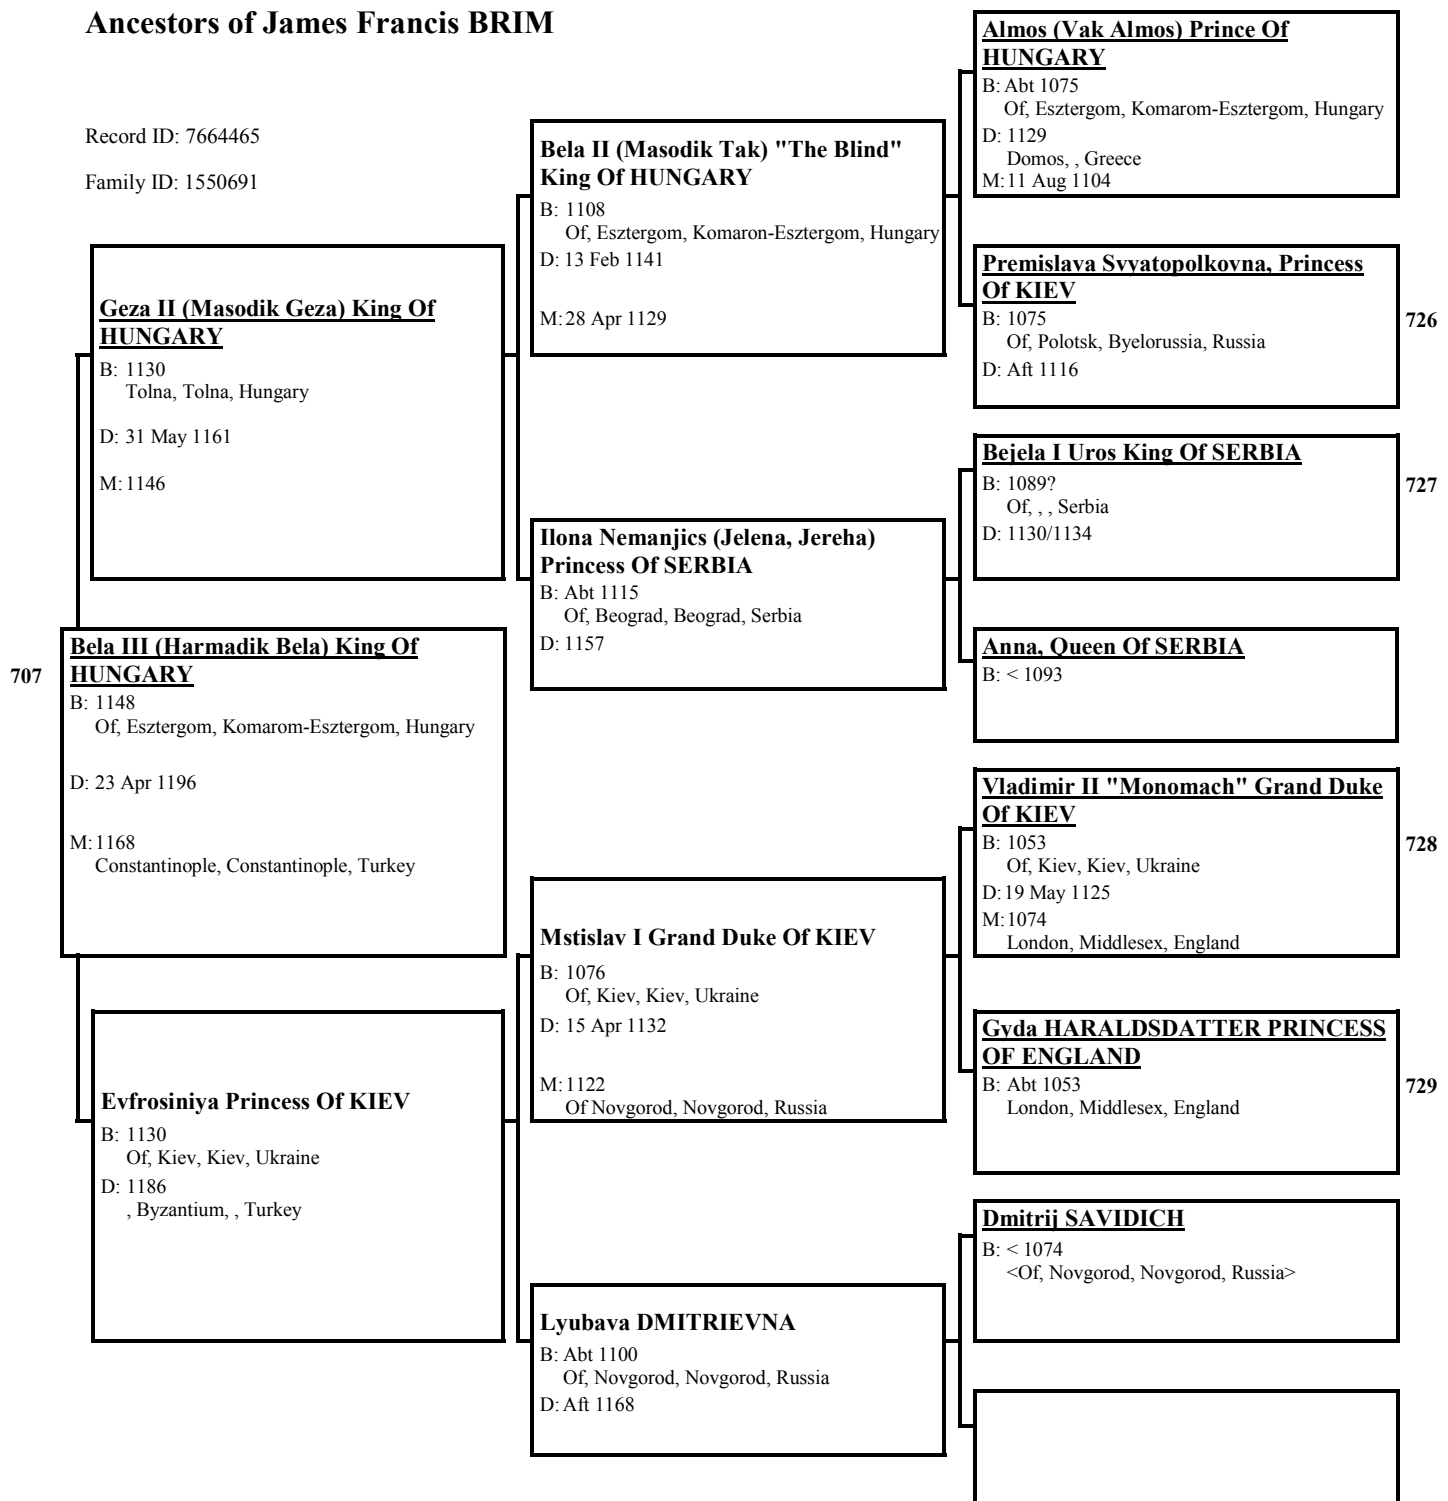 Ancestors of James Francis BRIM
Record ID: 7664465
Family ID: 1550691
707
Bela III (Harmadik Bela) King Of
HUNGARY
B: 1148
Of, Esztergom, Komarom-Esztergom, Hungary
D: 23 Apr 1196
M: 1168
Constantinople, Constantinople, Turkey
Geza II (Masodik Geza) King Of
HUNGARY
B: 1130
Tolna, Tolna, Hungary
D: 31 May 1161
M: 1146
Evfrosiniya Princess Of KIEV
B: 1130
Of, Kiev, Kiev, Ukraine
D: 1186
, Byzantium, , Turkey
Bela II (Masodik Tak) "The Blind"
King Of HUNGARY
B: 1108
Of, Esztergom, Komaron-Esztergom, Hungary
D: 13 Feb 1141
M: 28 Apr 1129
Ilona Nemanjics (Jelena, Jereha)
Princess Of SERBIA
B: Abt 1115
Of, Beograd, Beograd, Serbia
D: 1157
Mstislav I Grand Duke Of KIEV
B: 1076
Of, Kiev, Kiev, Ukraine
D: 15 Apr 1132
M: 1122
Of Novgorod, Novgorod, Russia
Lyubava DMITRIEVNA
B: Abt 1100
Of, Novgorod, Novgorod, Russia
D: Aft 1168
Almos (Vak Almos) Prince Of
HUNGARY
B: Abt 1075
Of, Esztergom, Komarom-Esztergom, Hungary
D: 1129
Domos, , Greece
M: 11 Aug 1104
Premislava Svyatopolkovna, Princess
Of KIEV
B: 1075
Of, Polotsk, Byelorussia, Russia
D: Aft 1116
726
Bejela I Uros King Of SERBIA
B: 1089?
Of, , , Serbia
D: 1130/1134
727
Anna, Queen Of SERBIA
B: < 1093
Vladimir II "Monomach" Grand Duke
Of KIEV
B: 1053
Of, Kiev, Kiev, Ukraine
D: 19 May 1125
M: 1074
London, Middlesex, England
728
Gyda HARALDSDATTER PRINCESS
OF ENGLAND
B: Abt 1053
London, Middlesex, England
729
Dmitrij SAVIDICH
B: < 1074
<Of, Novgorod, Novgorod, Russia>